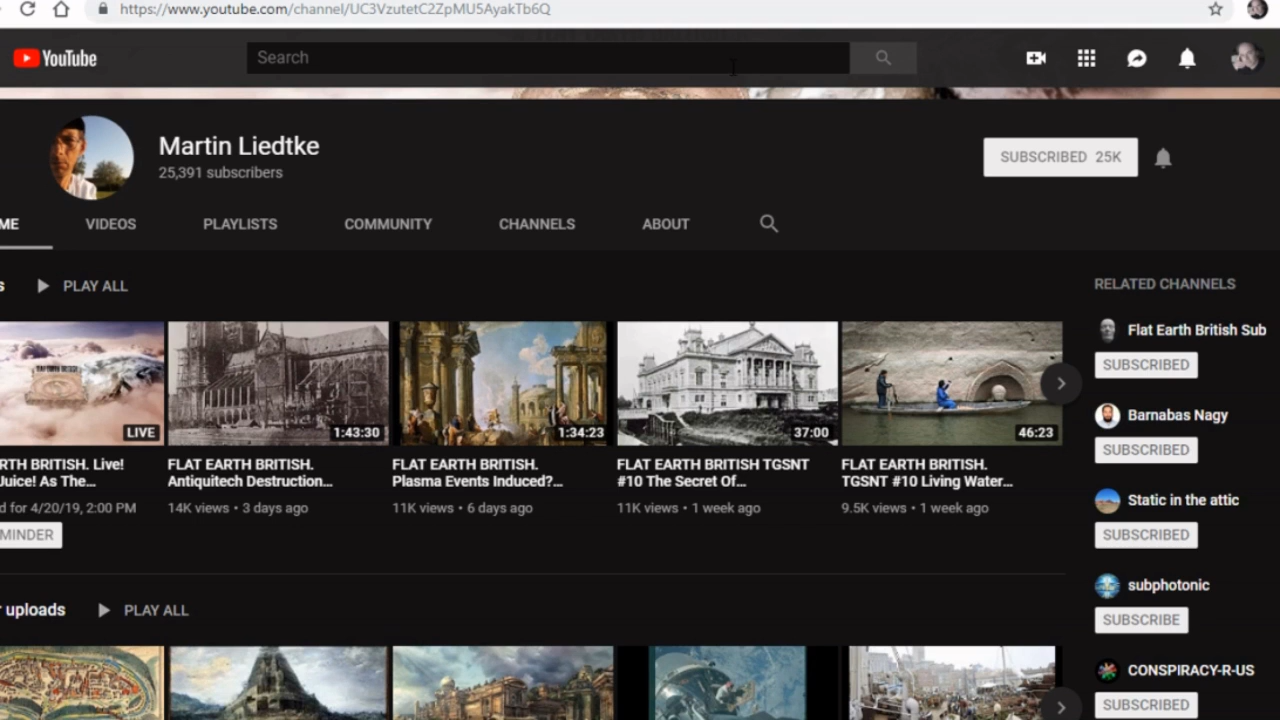 https://www.youtube.com/channel/UC3VzutetC2ZpMU5AyakTb6Q
YouTube
Search
Martin Liedtke
25,391 subscribers
SUBSCRIBED 25K
ME
VIDEOS
PLAYLISTS
COMMUNITY
CHANNELS
ABOUT
s
PLAY ALL
RELATED CHANNELS
LIVE
1:43:30
1:34:23
37:00
46:23
RTH BRITISH. Live!
Juice! As The...
d for 4/20/19, 2:00 PM
MINDER
FLAT EARTH BRITISH.
Antiquitech Destruction...
14K views • 3 days ago
FLAT EARTH BRITISH.
Plasma Events Induced?...
11K views • 6 days ago
FLAT EARTH BRITISH TGSNT
#10 The Secret Of...
11K views • 1 week ago
FLAT EARTH BRITISH.
TGSNT #10 Living Water...
9.5K views • 1 week ago
Flat Earth British Sub
SUBSCRIBED
Barnabas Nagy
SUBSCRIBED
Static in the attic
SUBSCRIBED
subphotonic
SUBSCRIBE
CONSPIRACY-R-US
SUBSCRIBED
r uploads
PLAY ALL